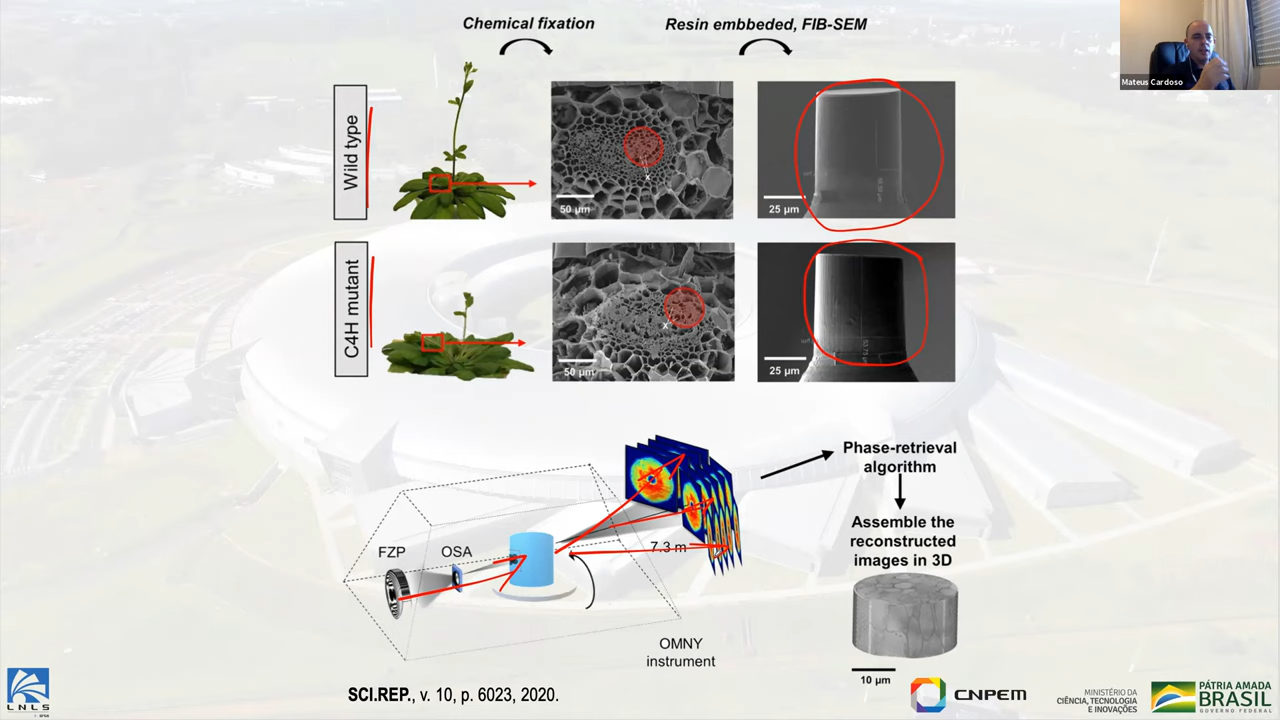 Chemical fixation
Resin embbeded, FIB-SEM
Mateus Cardoso
Wild type
50 µm
x
25 µm
C4H mutant
50 µm
x
25 µm
Phase-retrieval
algorithm
Assemble the
reconstructed
images in 3D
FZP
OSA
7.3 m
OMNY
instrument
10 µm
SCI.REP., v. 10, p. 6023, 2020.
LNLS
CNPEM
MINISTÉRIO DA
CIÊNCIA, TECNOLOGIA
E INOVAÇÕES
PÁTRIA AMADA
BRASIL
GOVERNO FEDERAL